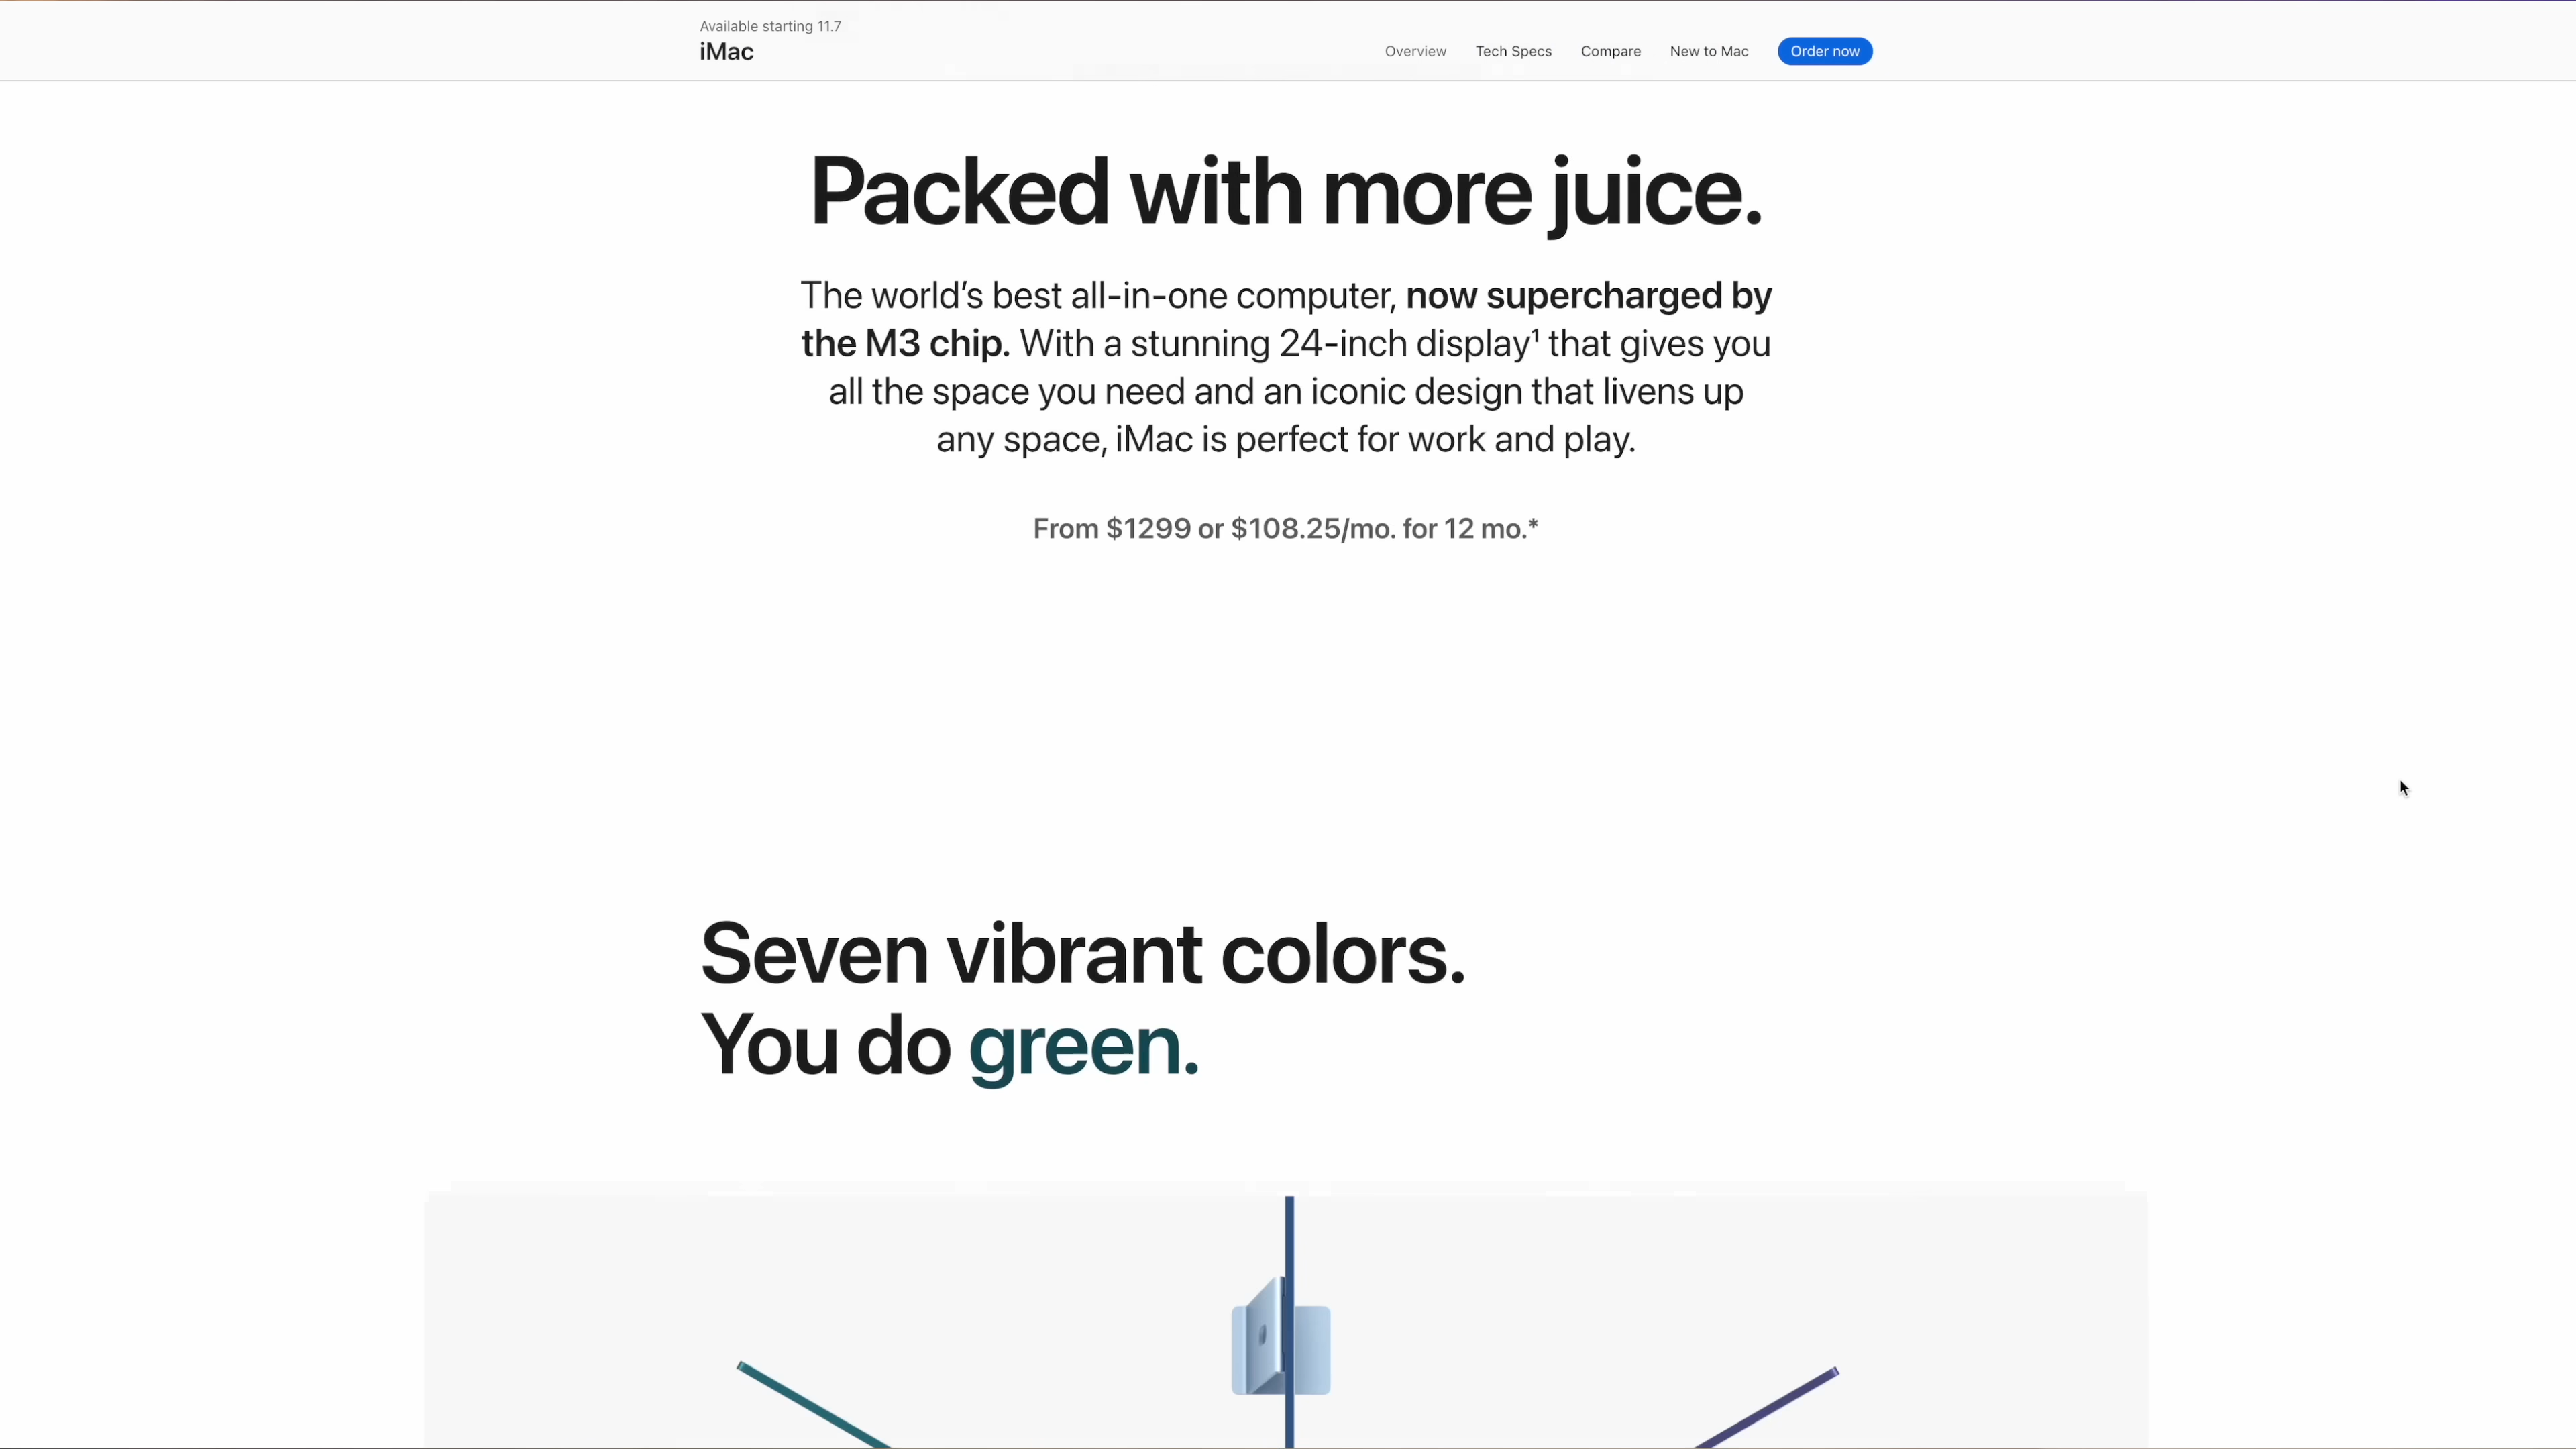 Available starting 11.7
iMac
Overview Tech Specs Compare New to Mac Order now
Packed with more juice.
The world’s best all-in-one computer, now supercharged by
the M3 chip. With a stunning 24-inch display¹ that gives you
all the space you need and an iconic design that livens up
any space, iMac is perfect for work and play.
From $1299 or $108.25/mo. for 12 mo.*
Seven vibrant colors.
You do green.